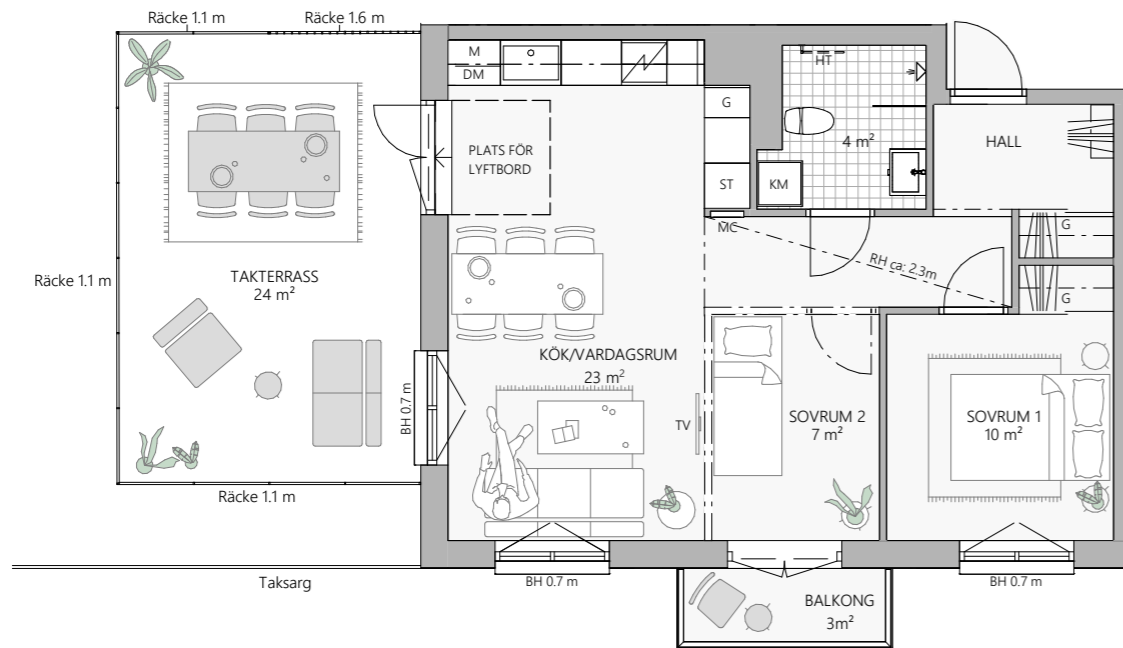 Räcke 1.1 m
Räcke 1.6 m
M
DM
HT
G
PLATS FÖR
LYFTBORD
4 m²
HALL
ST
KM
MC
G
RH ca: 2.3m
Räcke 1.1 m
TAKTERRASS
24 m²
G
KÖK/VARDAGSRUM
23 m²
BH 0.7 m
TV
SOVRUM 2
7 m²
SOVRUM 1
10 m²
Räcke 1.1 m
Taksarg
BH 0.7 m
BH 0.7 m
BALKONG
3m²